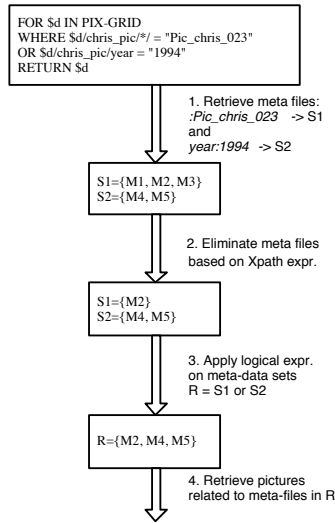 FOR $d IN PIX-GRID
WHERE $d/chris_pic/*/ = "Pic_chris_023"
OR $d/chris_pic/year = "1994"
RETURN $d
1. Retrieve meta files:
:Pic_chris_023 -> S1
and
year:1994 -> S2
S1={M1, M2, M3}
S2={M4, M5}
2. Eliminate meta files
based on Xpath expr.
S1={M2}
S2={M4, M5}
3. Apply logical expr.
on meta-data sets
R = S1 or S2
R={M2, M4, M5}
4. Retrieve pictures
related to meta-files in R